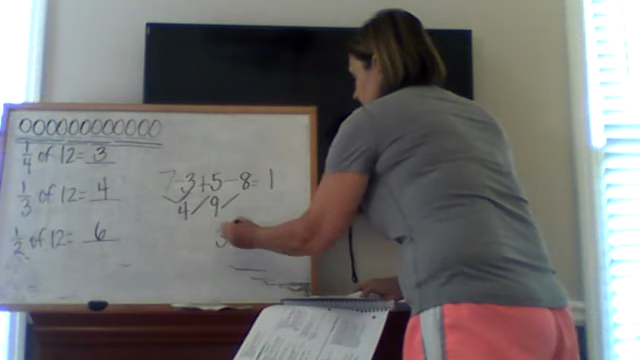 OOOOOOOOOOOO
1/4 of 12 = 3
7-3+5-8=1
1/3 of 12 = 4
4 9
1/2 of 12 = 6